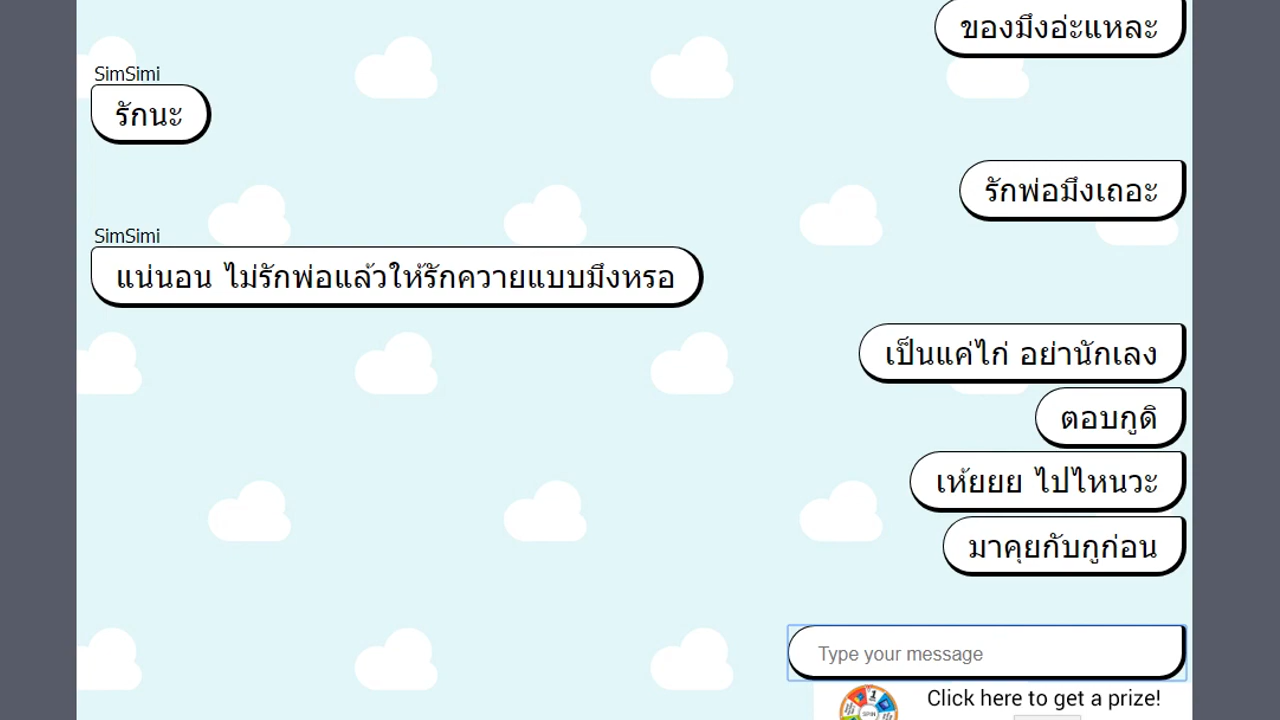 ของมึงอ่ะแหละ
SimSimi
รักนะ
รักพ่อมึงเถอะ
SimSimi
แน่นอน ไม่รักพ่อแล้วให้รักควายแบบมึงหรอ
เป็นแค่ไก่ อย่านักเลง
ตอบกูดิ
เห้ยยย ไปไหนวะ
มาคุยกับกูก่อน
Type your message
Click here to get a prize!
SPIN